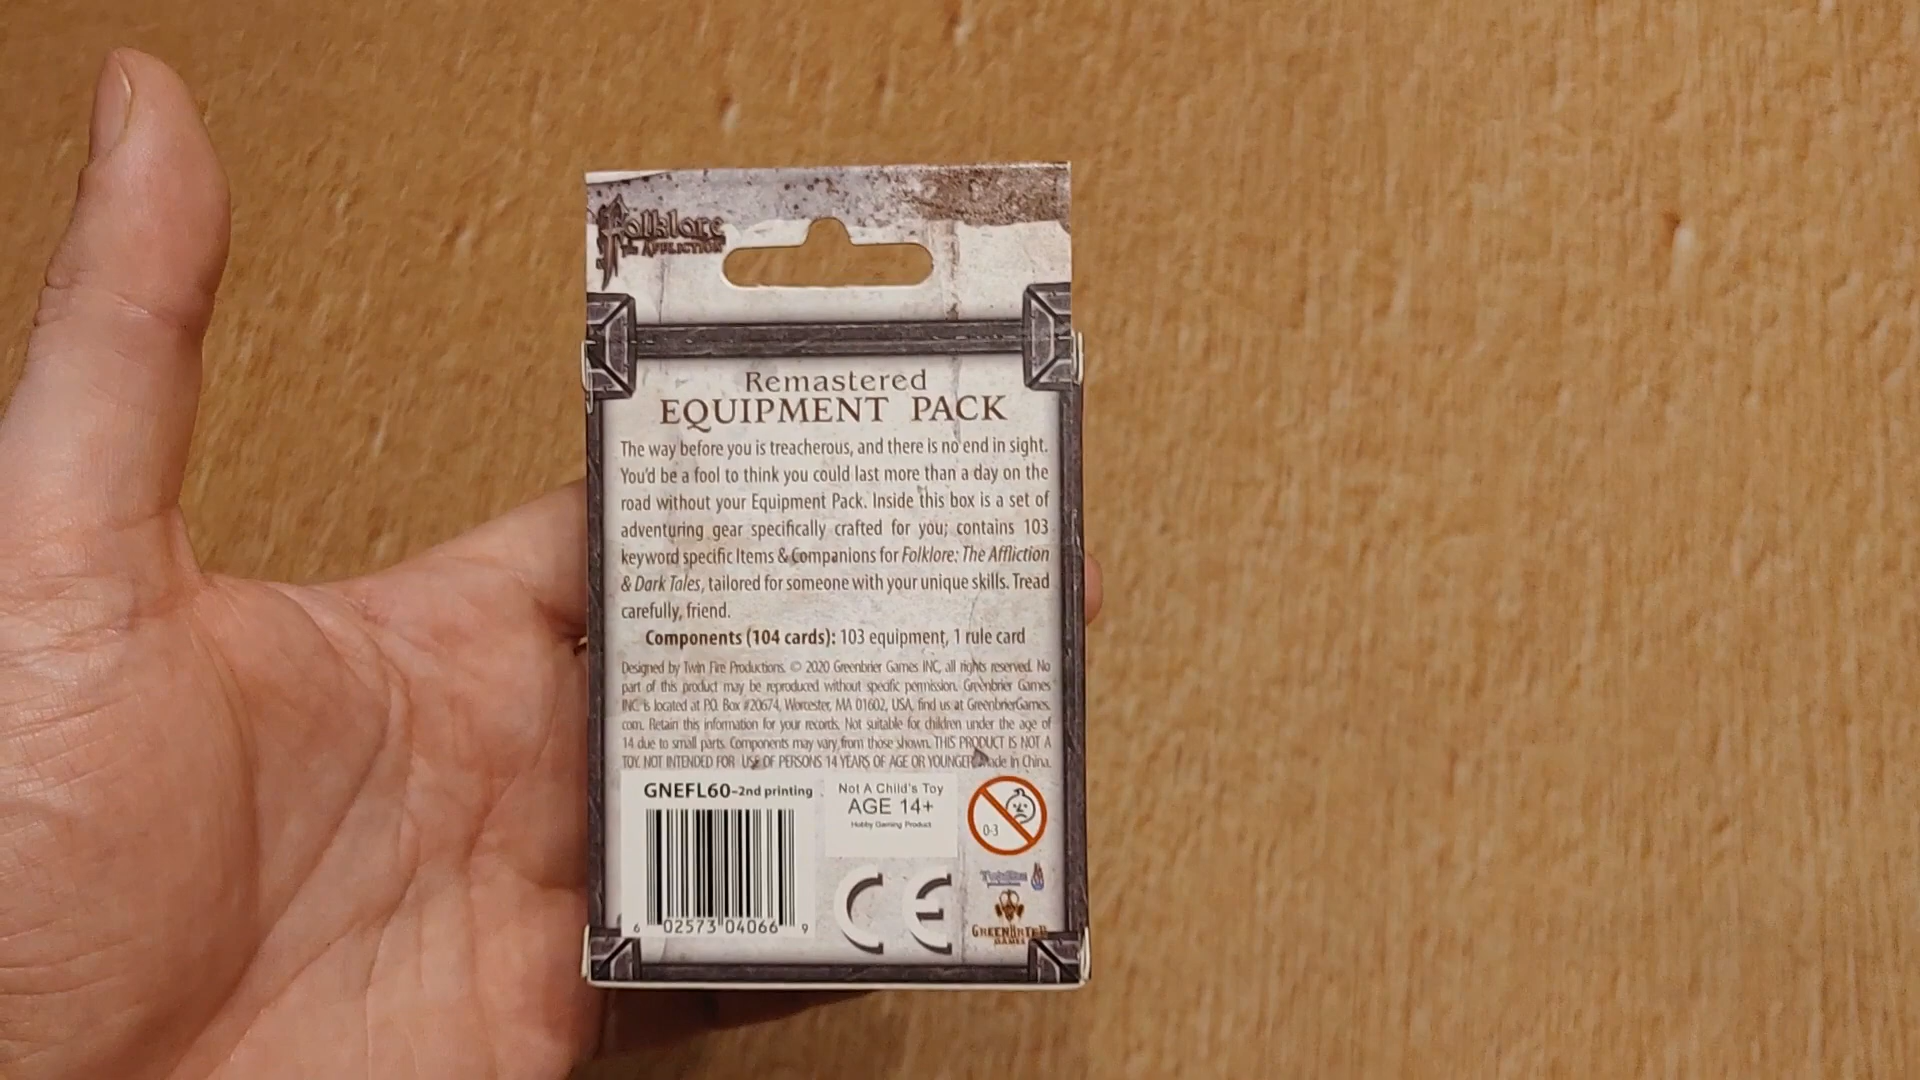 Folklore
THE AFFLICTION
Remastered
EQUIPMENT PACK
The way before you is treacherous, and there is no end in sight.
You'd be a fool to think you could last more than a day on the
road without your Equipment Pack. Inside this box is a set of
adventuring gear specifically crafted for you; contains 103
keyword specific Items & Companions for Folklore: The Affliction
& Dark Tales, tailored for someone with your unique skills. Tread
carefully, friend.
Components (104 cards): 103 equipment, 1 rule card
Designed by Twin Fire Productions. © 2020 Greenbrier Games INC, all rights reserved. No
part of this product may be reproduced without specific permission. Greenbrier Games
INC. is located at P.O. Box #20674, Worcester, MA 01602, USA, find us at GreenbrierGames.
com. Retain this information for your records. Not suitable for children under the age of
14 due to small parts. Components may vary from those shown. THIS PRODUCT IS NOT A
TOY. NOT INTENDED FOR USE OF PERSONS 14 YEARS OF AGE OR YOUNGER. Made in China.
GNEFL60-2nd printing
Not A Child's Toy
AGE 14+
Hobby Gaming Product
0-3
6 02573 04066 9
CE
GREENBRIER
GAMES